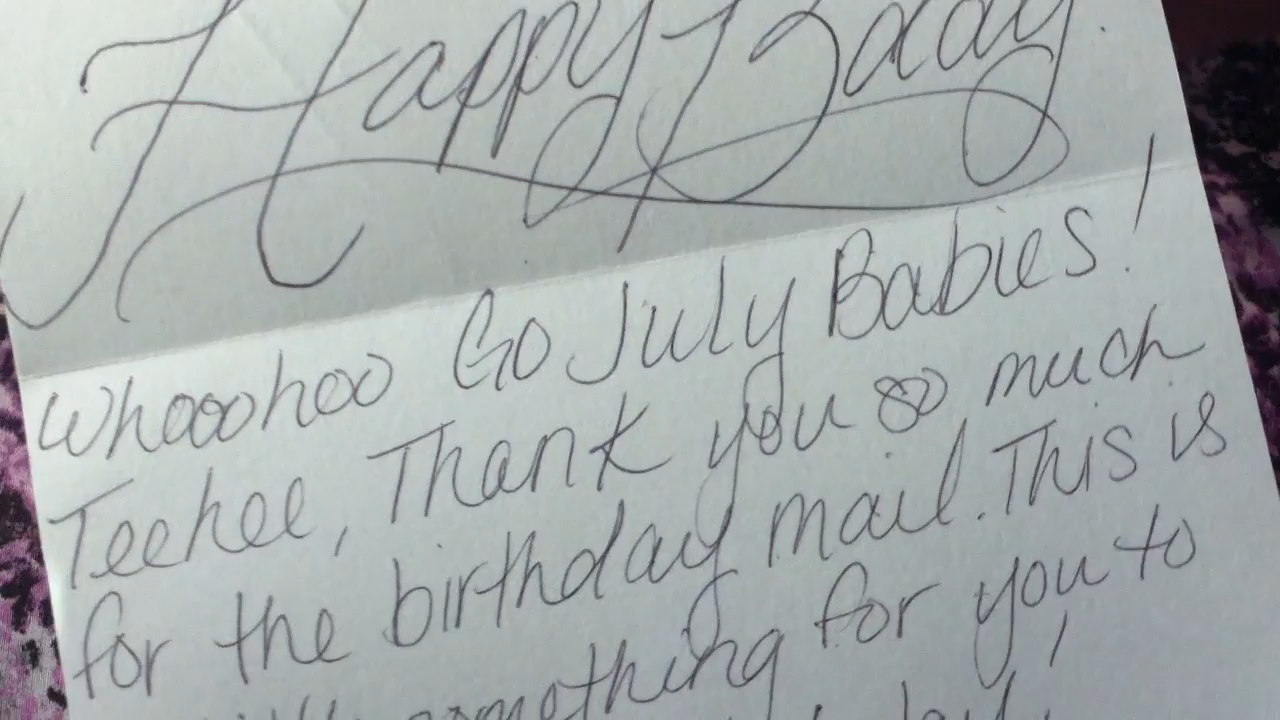 Happy Bday.
Whooohoo Go July Babies!
Teehee, Thank you so much
for the birthday mail. This is
something for you to